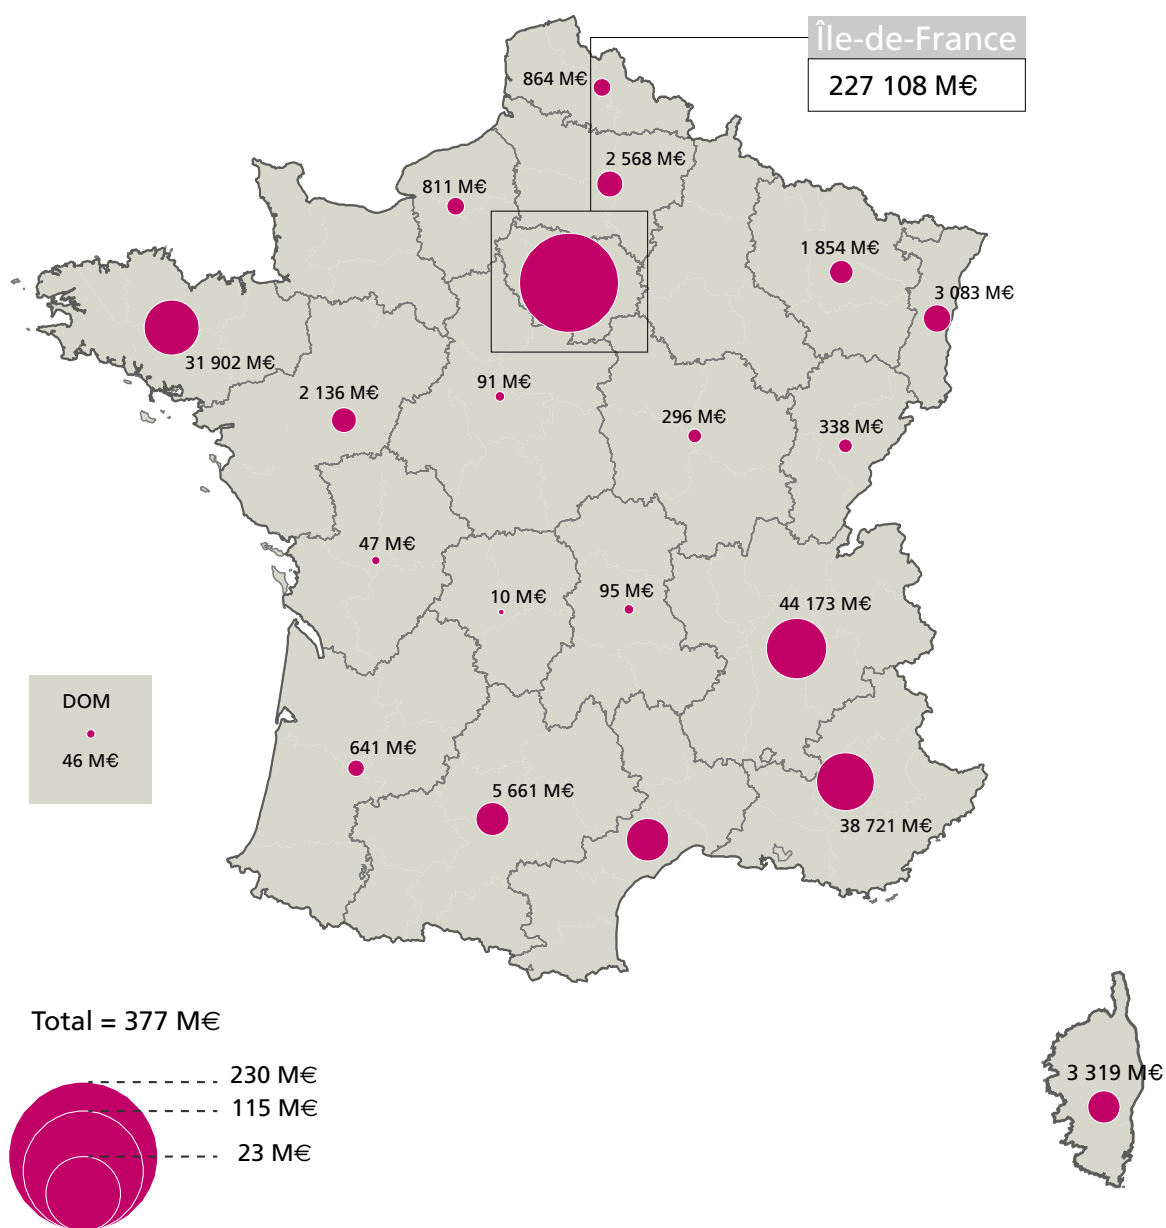 Île-de-France
227 108 M€
864 M€
2 568 M€
811 M€
1 854 M€
3 083 M€
31 902 M€
91 M€
2 136 M€
296 M€
338 M€
47 M€
10 M€
95 M€
44 173 M€
DOM
46 M€
641 M€
5 661 M€
38 721 M€
Total = 377 M€
230 M€
115 M€
23 M€
3 319 M€